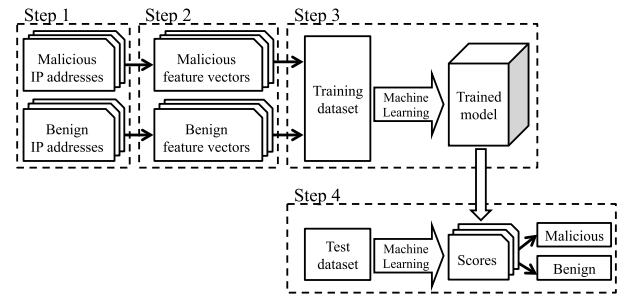 Step 1
Step 2
Step 3
Malicious
IP addresses
Malicious
feature vectors
Benign
IP addresses
Benign
feature vectors
Training
dataset
Machine
Learning
Trained
model
Step 4
Test
dataset
Machine
Learning
Scores
Malicious
Benign